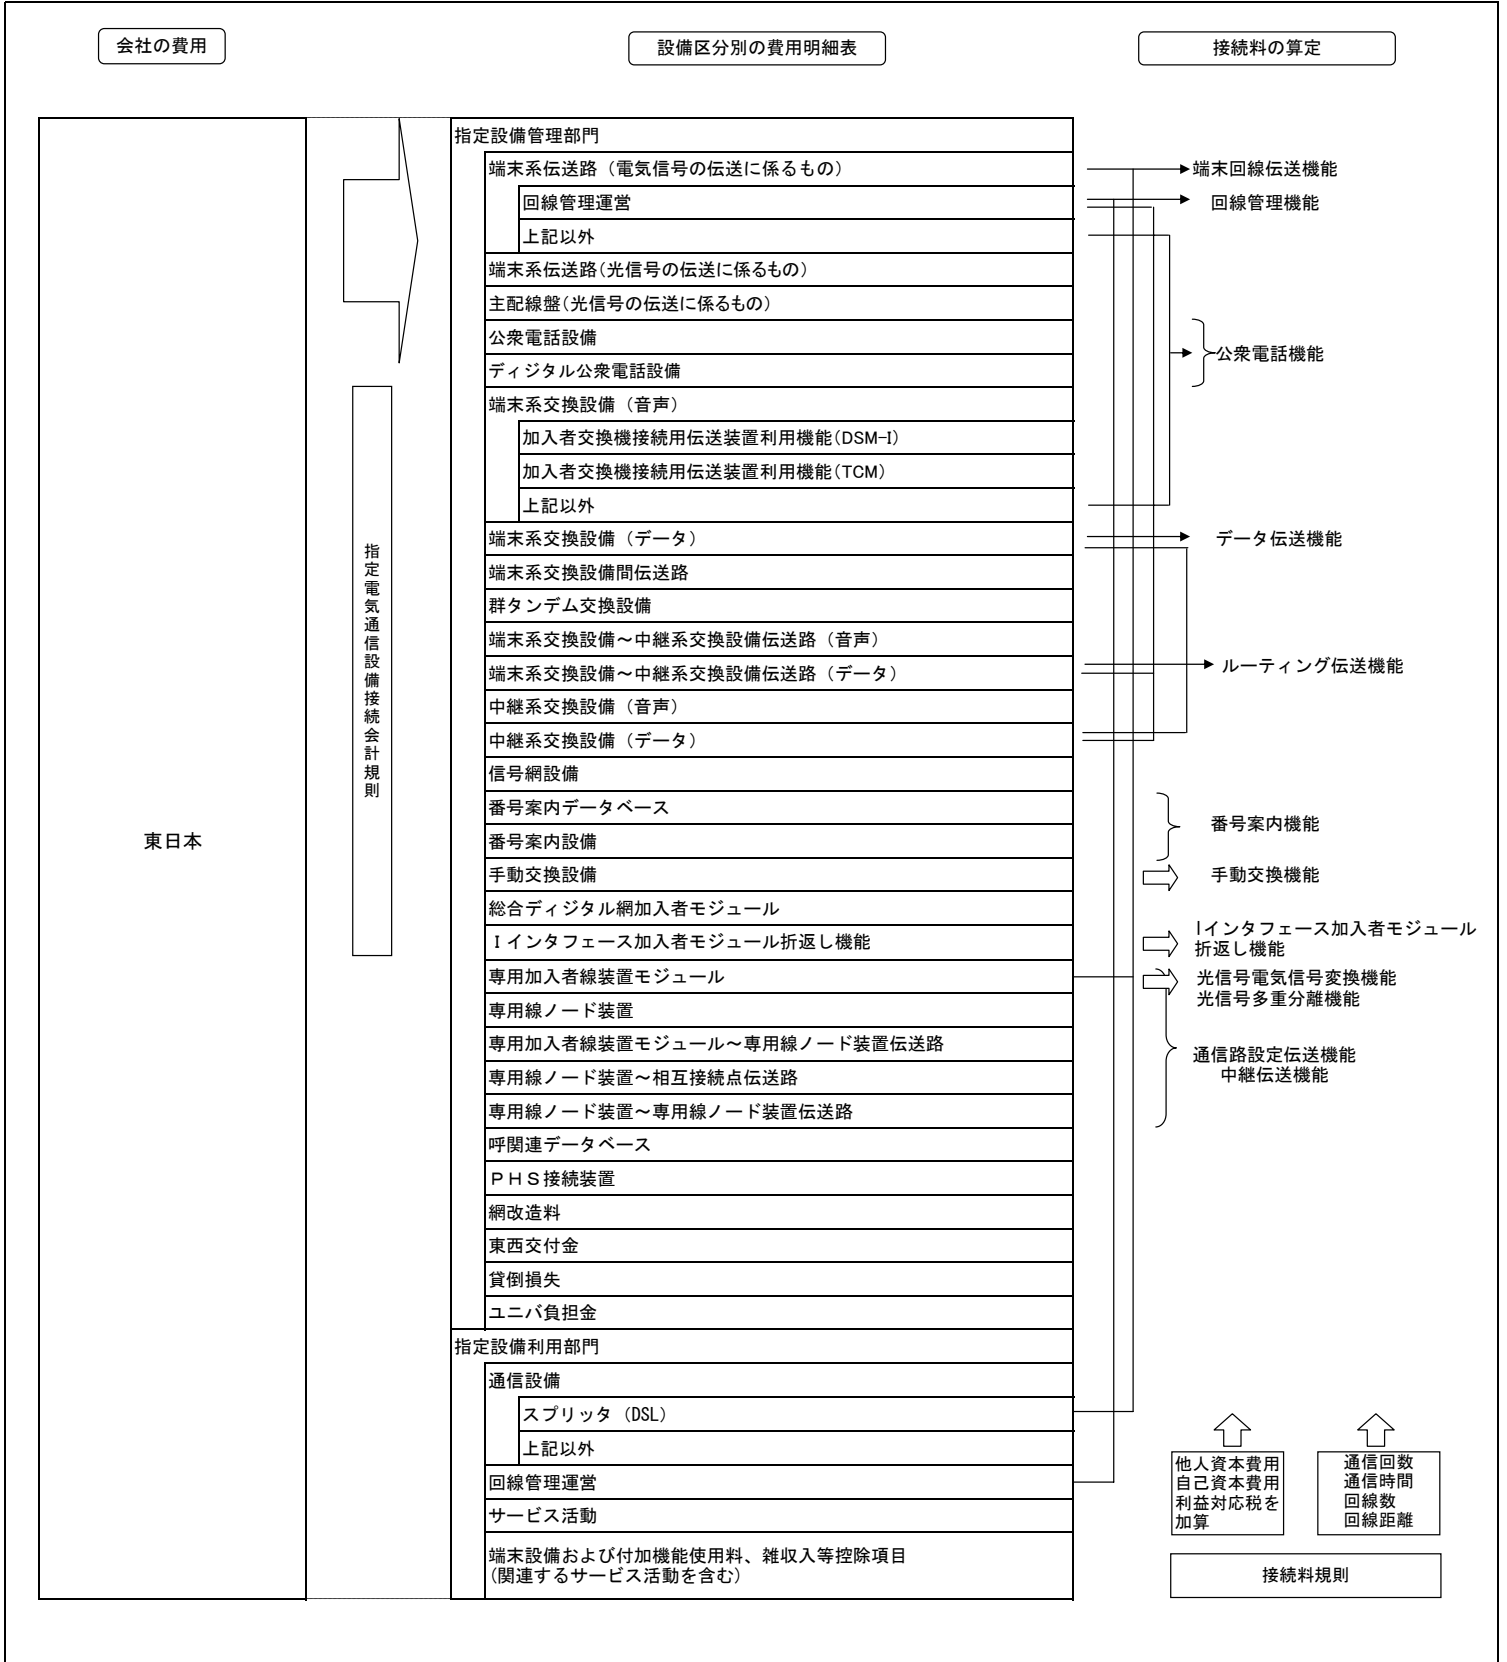 会社の費用
設備区分別の費用明細表
接続料の算定
東日本
指定電気通信設備接続会計規則
指定設備管理部門
端末系伝送路（電気信号の伝送に係るもの）
回線管理運営
上記以外
端末系伝送路(光信号の伝送に係るもの)
主配線盤(光信号の伝送に係るもの)
公衆電話設備
ディジタル公衆電話設備
端末系交換設備（音声）
加入者交換機接続用伝送装置利用機能(DSM-I)
加入者交換機接続用伝送装置利用機能(TCM)
上記以外
端末系交換設備（データ）
端末系交換設備間伝送路
群タンデム交換設備
端末系交換設備～中継系交換設備伝送路（音声）
端末系交換設備～中継系交換設備伝送路（データ）
中継系交換設備（音声）
中継系交換設備（データ）
信号網設備
番号案内データベース
番号案内設備
手動交換設備
総合ディジタル網加入者モジュール
Ｉインタフェース加入者モジュール折返し機能
専用加入者線装置モジュール
専用線ノード装置
専用加入者線装置モジュール～専用線ノード装置伝送路
専用線ノード装置～相互接続点伝送路
専用線ノード装置～専用線ノード装置伝送路
呼関連データベース
ＰＨＳ接続装置
網改造料
東西交付金
貸倒損失
ユニバ負担金
指定設備利用部門
通信設備
スプリッタ（DSL）
上記以外
回線管理運営
サービス活動
端末設備および付加機能使用料、雑収入等控除項目
(関連するサービス活動を含む)
端末回線伝送機能
回線管理機能
公衆電話機能
データ伝送機能
ルーティング伝送機能
番号案内機能
手動交換機能
Iインタフェース加入者モジュール
折返し機能
光信号電気信号変換機能
光信号多重分離機能
通信路設定伝送機能
中継伝送機能
他人資本費用
自己資本費用
利益対応税を
加算
通信回数
通信時間
回線数
回線距離
接続料規則